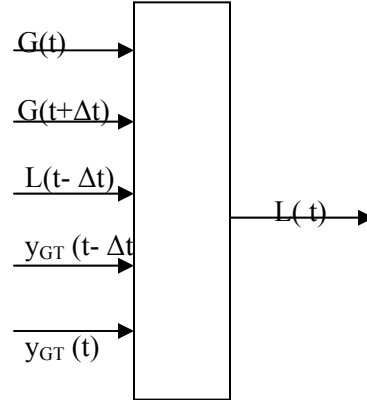 G(t)
G(t+Δt)
L(t- Δt)
L( t)
yGT (t- Δt
yGT (t)